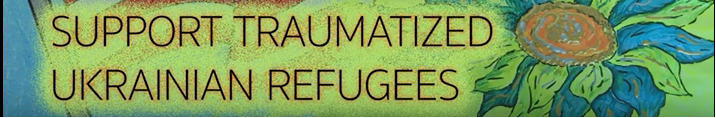 SUPPORT TRAUMATIZED
UKRAINIAN REFUGEES